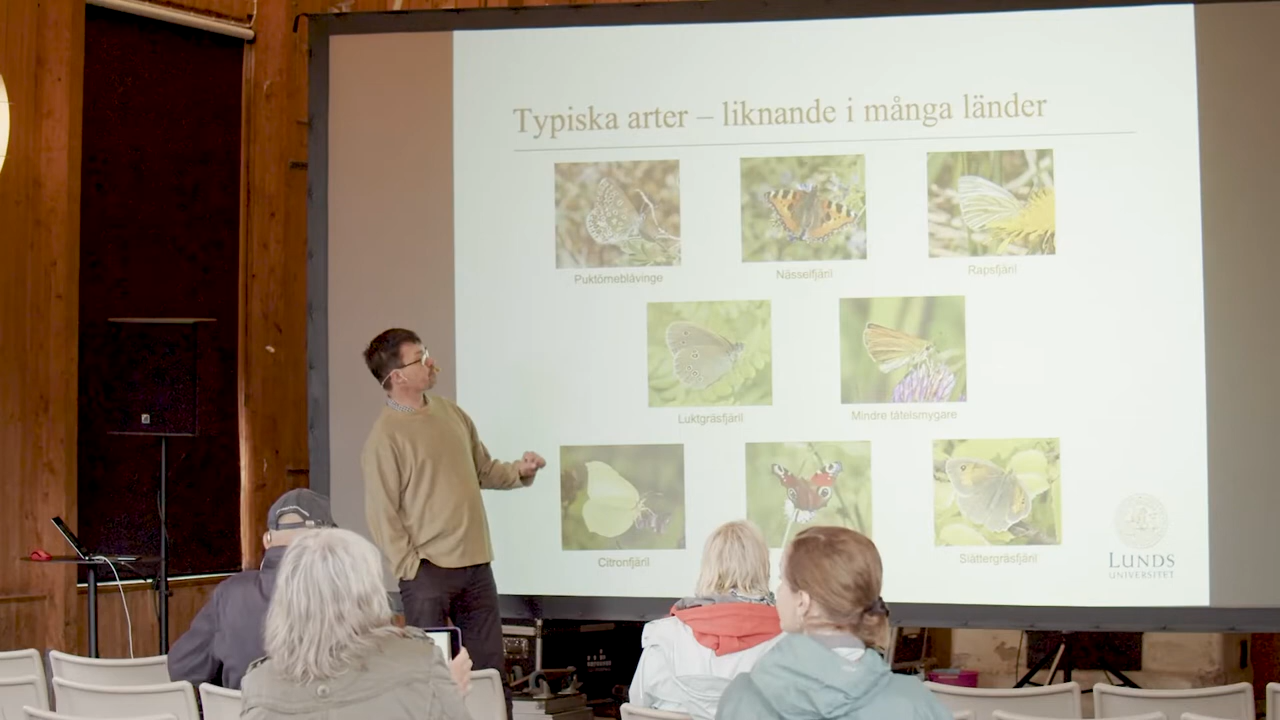 Typiska arter – liknande i många länder
Puktörneblåvinge
Nässelfjäril
Rapsfjäril
Luktgräsfjäril
Mindre tåtelsmygare
Citronfjäril
Slåttergräsfjäril
LUNDS
UNIVERSITET